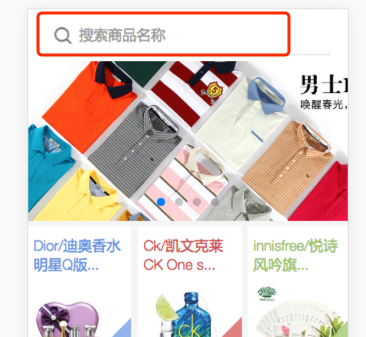 搜索商品名称
男士
唤醒春光,
Dior/迪奥香水
明星Q版...
Ck/凯文克莱
CK One s...
innisfree/悦诗
风吟旗...
CK